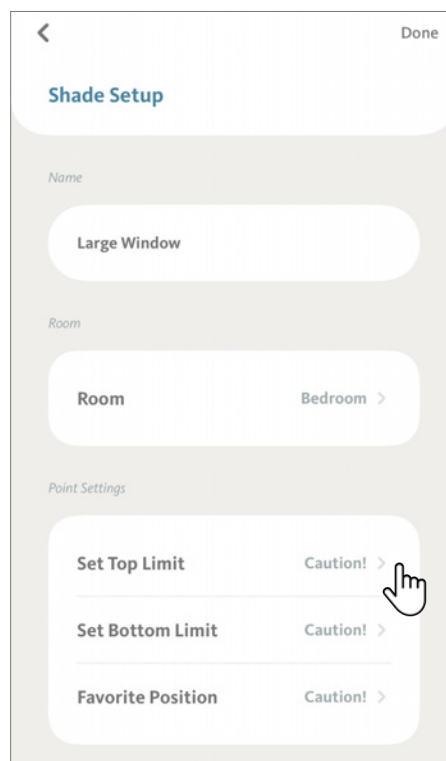 Done
Shade Setup
Name
Large Window
Room
Room Bedroom
Point Settings
Set Top Limit Caution!
Set Bottom Limit Caution!
Favorite Position Caution!